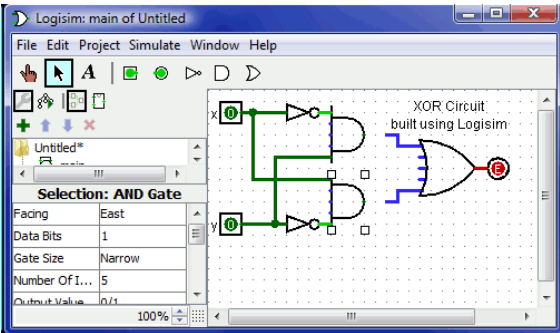 Logisim: main of Untitled
File Edit Project Simulate Window Help
A
Untitled*
Selection: AND Gate
Facing East
Data Bits 1
Gate Size Narrow
Number Of I... 5
Output Value 0/1
100%
XOR Circuit
built using Logisim
x 0
y 0
E